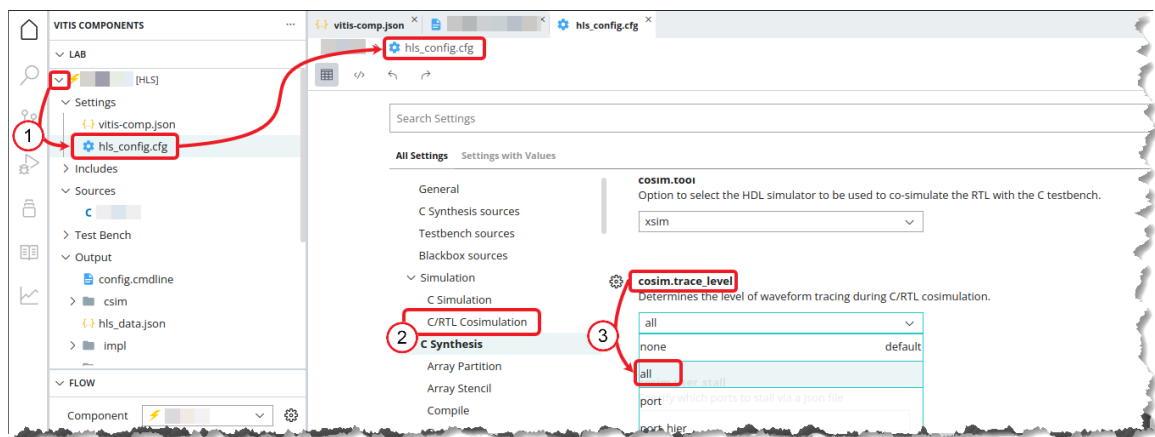 VITIS COMPONENTS
...
LAB
[HLS]
Settings
{..} vitis-comp.json
hls_config.cfg
Includes
Sources
C
Test Bench
Output
config.cmdline
csim
{..} hls_data.json
impl
FLOW
Component
1
{..} vitis-comp.json ×
×
hls_config.cfg ×
hls_config.cfg
</>
Search Settings
All Settings Settings with Values
General
C Synthesis sources
Testbench sources
Blackbox sources
Simulation
C Simulation
C/RTL Cosimulation
2
C Synthesis
Array Partition
Array Stencil
Compile
cosim.tool
Option to select the HDL simulator to be used to co-simulate the RTL with the C testbench.
xsim
cosim.trace_level
Determines the level of waveform tracing during C/RTL cosimulation.
3
all
none default
all
port
port_hier